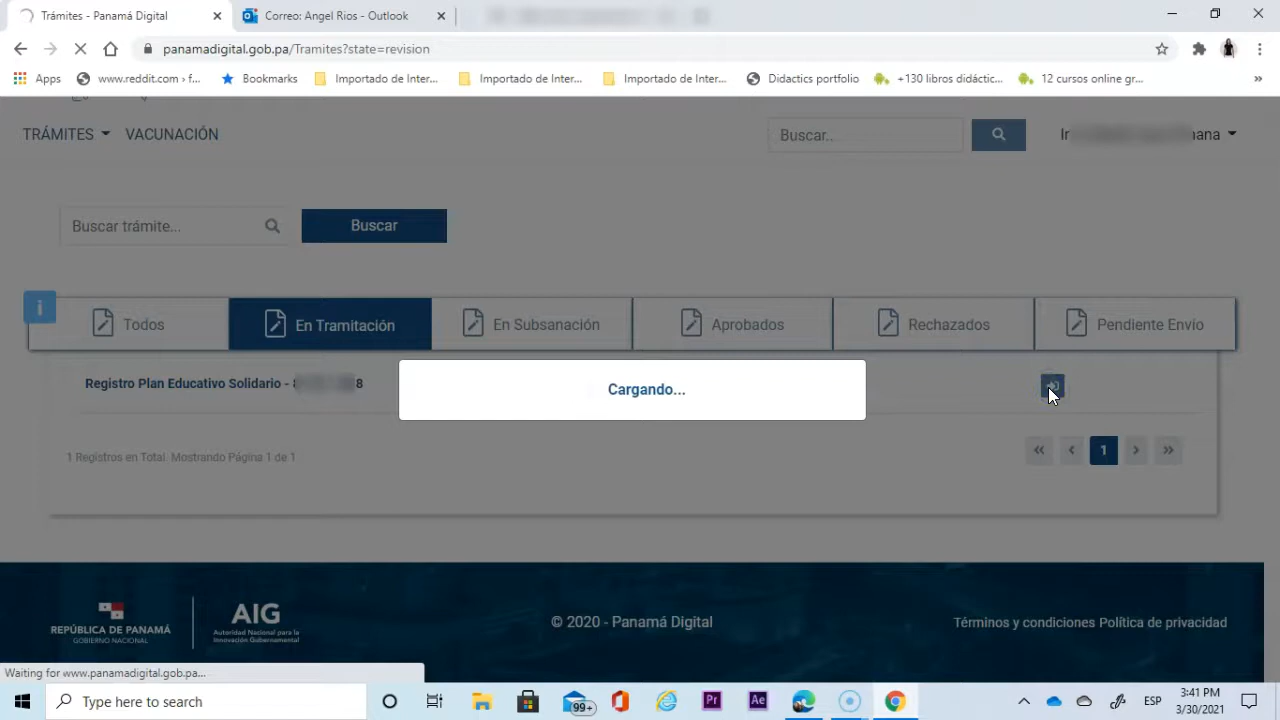 Trámites - Panamá Digital
Correo: Angel Rios - Outlook
panamadigital.gob.pa/Tramites?state=revision
Apps
www.reddit.com › f...
Bookmarks
Importado de Inter...
Importado de Inter...
Importado de Inter...
Didactics portfolio
+130 libros didáctic...
12 cursos online gr...
»
TRÁMITES
VACUNACIÓN
Buscar..
Buscar trámite...
Buscar
i
Todos
En Tramitación
En Subsanación
Aprobados
Rechazados
Pendiente Envío
Registro Plan Educativo Solidario -
Cargando...
1 Registros en Total Mostrando Página 1 de 1
« ‹ 1 › »
REPÚBLICA DE PANAMÁ
GOBIERNO NACIONAL
AIG
Autoridad Nacional para la
Innovación Gubernamental
© 2020 - Panamá Digital
Términos y condiciones Política de privacidad
Waiting for www.panamadigital.gob.pa...
Type here to search
99+
Pr
Ae
ESP
3:41 PM
3/30/2021